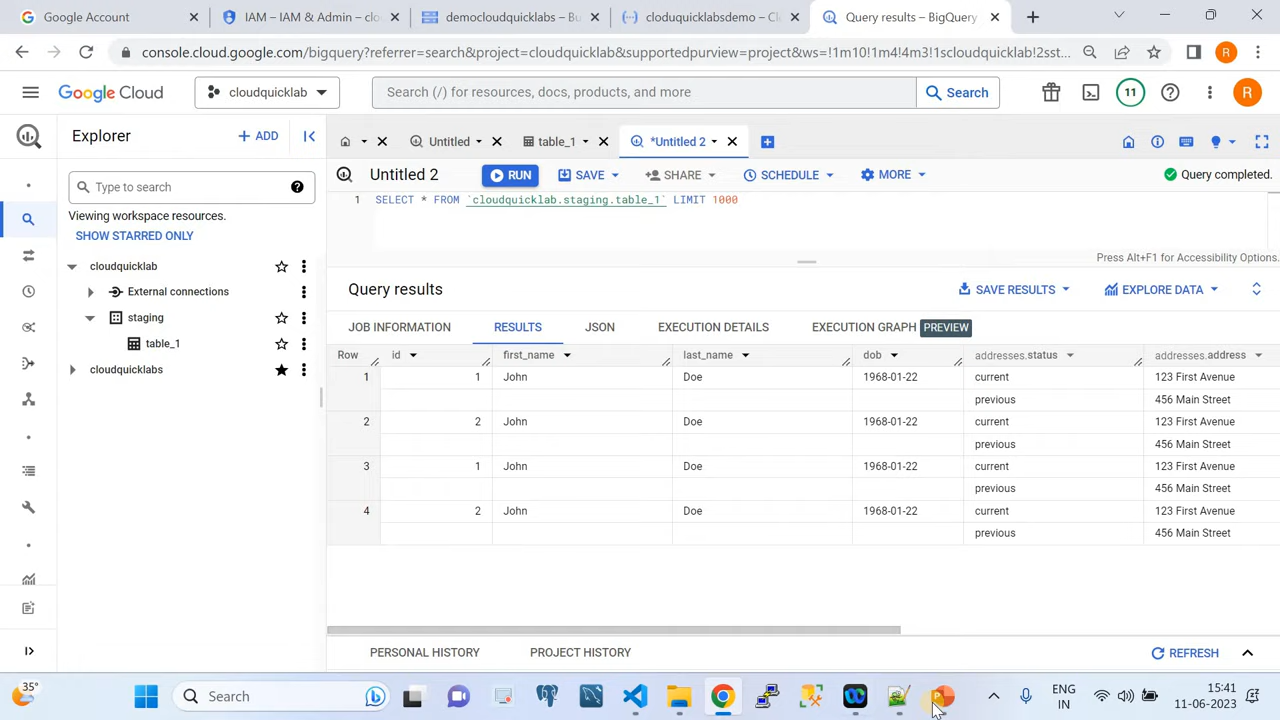 Google Account
IAM – IAM & Admin – clo
democloudquicklabs – Bu
cloduquicklabsdemo – Cl
Query results – BigQuery
console.cloud.google.com/bigquery?referrer=search&project=cloudquicklab&supportedpurview=project&ws=!1m10!1m4!4m3!1scloudquicklab!2sst...
R
Google Cloud
cloudquicklab
Search (/) for resources, docs, products, and more
Search
11
R
Explorer
+ ADD
Untitled
table_1
*Untitled 2
Type to search
Viewing workspace resources.
SHOW STARRED ONLY
cloudquicklab
External connections
staging
table_1
cloudquicklabs
Untitled 2
RUN
SAVE
SHARE
SCHEDULE
MORE
Query completed.
1 SELECT * FROM `cloudquicklab.staging.table_1` LIMIT 1000
Press Alt+F1 for Accessibility Options.
Query results
SAVE RESULTS
EXPLORE DATA
JOB INFORMATION
RESULTS
JSON
EXECUTION DETAILS
EXECUTION GRAPH
PREVIEW
Row id first_name last_name dob addresses.status addresses.address
1 1 John Doe 1968-01-22 current 123 First Avenue
previous 456 Main Street
2 2 John Doe 1968-01-22 current 123 First Avenue
previous 456 Main Street
3 1 John Doe 1968-01-22 current 123 First Avenue
previous 456 Main Street
4 2 John Doe 1968-01-22 current 123 First Avenue
previous 456 Main Street
PERSONAL HISTORY
PROJECT HISTORY
REFRESH
35°
Search
ENG
IN
15:41
11-06-2023